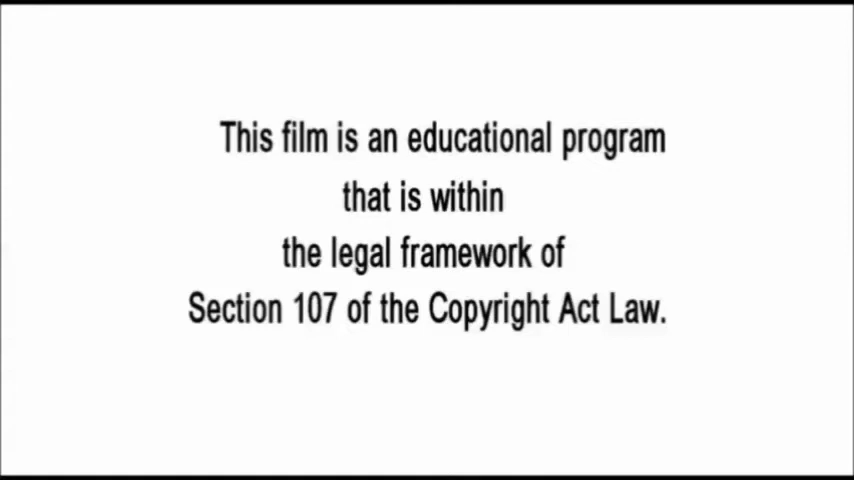 This film is an educational program
that is within
the legal framework of
Section 107 of the Copyright Act Law.